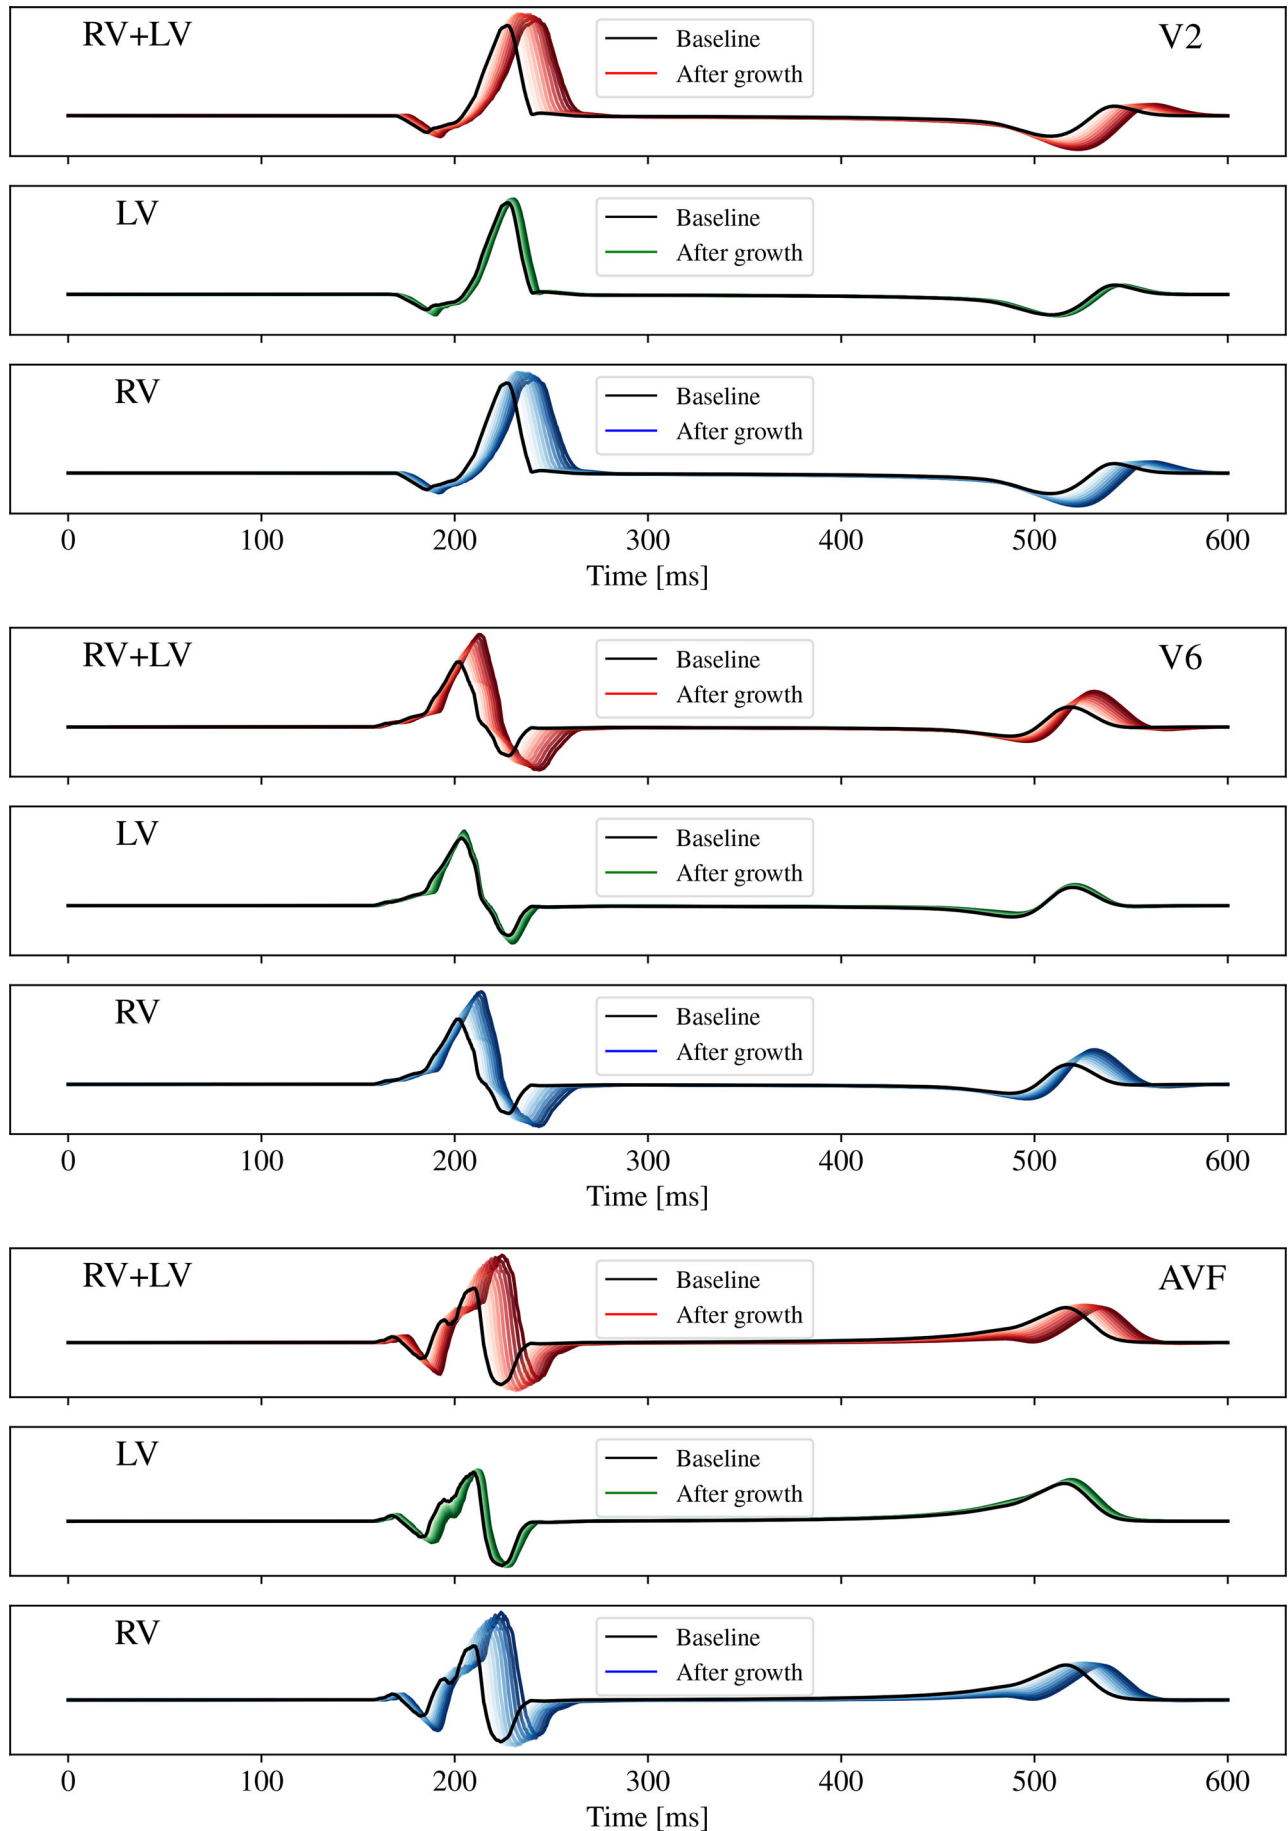 RV+LV
Baseline
After growth
V2
LV
Baseline
After growth
RV
Baseline
After growth
0 100 200 300 400 500 600
Time [ms]
RV+LV
Baseline
After growth
V6
LV
Baseline
After growth
RV
Baseline
After growth
0 100 200 300 400 500 600
Time [ms]
RV+LV
Baseline
After growth
AVF
LV
Baseline
After growth
RV
Baseline
After growth
0 100 200 300 400 500 600
Time [ms]